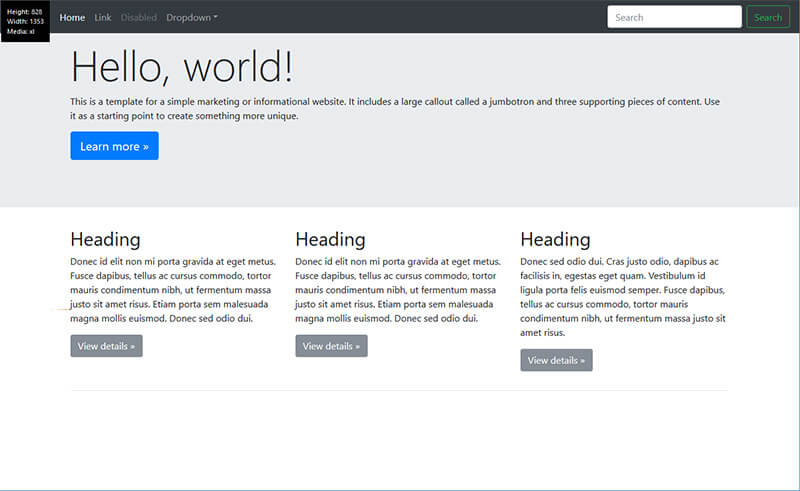 Height: 828
Width: 1353
Media: xl
Home Link Disabled Dropdown Search Search
Hello, world!
This is a template for a simple marketing or informational website. It includes a large callout called a jumbotron and three supporting pieces of content. Use
it as a starting point to create something more unique.
Learn more »
Heading
Donec id elit non mi porta gravida at eget metus.
Fusce dapibus, tellus ac cursus commodo, tortor
mauris condimentum nibh, ut fermentum massa
justo sit amet risus. Etiam porta sem malesuada
magna mollis euismod. Donec sed odio dui.
View details »
Heading
Donec id elit non mi porta gravida at eget metus.
Fusce dapibus, tellus ac cursus commodo, tortor
mauris condimentum nibh, ut fermentum massa
justo sit amet risus. Etiam porta sem malesuada
magna mollis euismod. Donec sed odio dui.
View details »
Heading
Donec sed odio dui. Cras justo odio, dapibus ac
facilisis in, egestas eget quam. Vestibulum id
ligula porta felis euismod semper. Fusce dapibus,
tellus ac cursus commodo, tortor mauris
condimentum nibh, ut fermentum massa justo sit
amet risus.
View details »